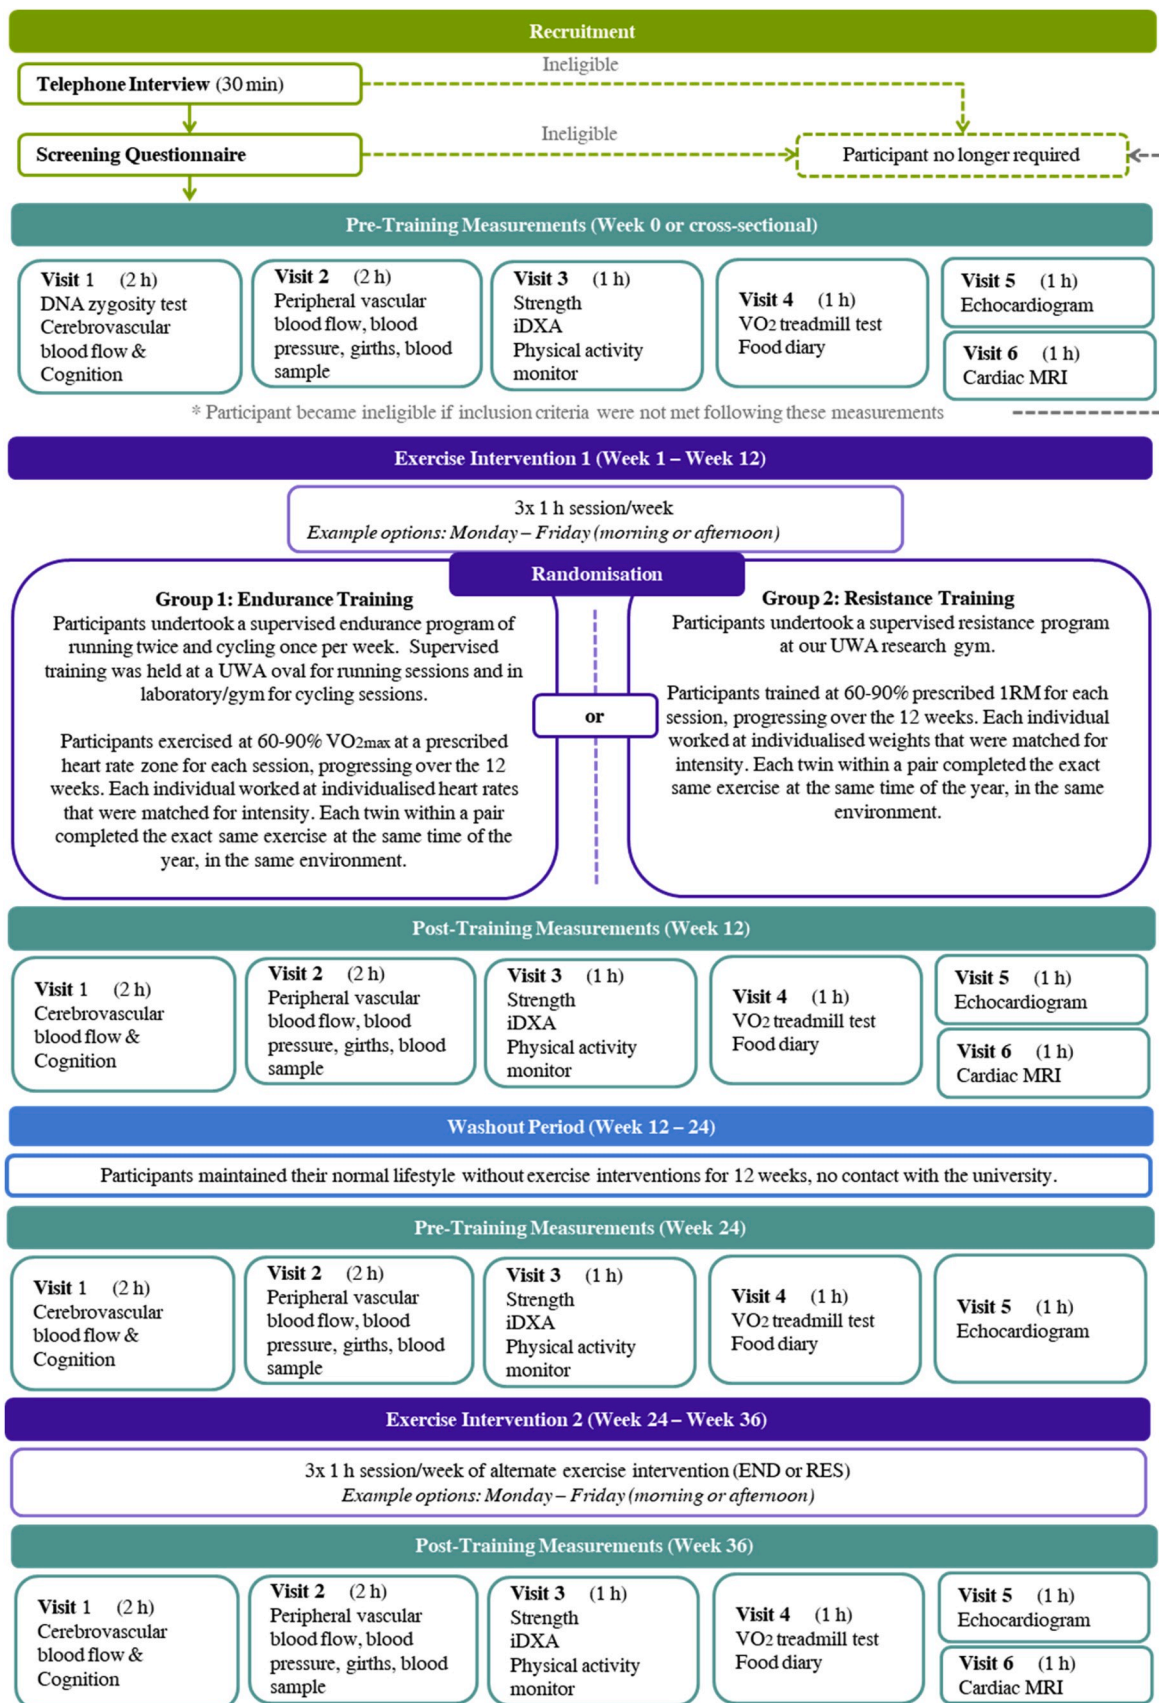 Recruitment
Ineligible
Telephone Interview (30 min)
Ineligible
Screening Questionnaire
Participant no longer required
Pre-Training Measurements (Week 0 or cross-sectional)
Visit 1 (2 h)
DNA zygosity test
Cerebrovascular
blood flow &
Cognition
Visit 2 (2 h)
Peripheral vascular
blood flow, blood
pressure, girths, blood
sample
Visit 3 (1 h)
Strength
iDXA
Physical activity
monitor
Visit 4 (1 h)
VO2 treadmill test
Food diary
Visit 5 (1 h)
Echocardiogram
Visit 6 (1 h)
Cardiac MRI
* Participant became ineligible if inclusion criteria were not met following these measurements
Exercise Intervention 1 (Week 1 – Week 12)
3x 1 h session/week
Example options: Monday – Friday (morning or afternoon)
Randomisation
Group 1: Endurance Training
Participants undertook a supervised endurance program of
running twice and cycling once per week. Supervised
training was held at a UWA oval for running sessions and in
laboratory/gym for cycling sessions.
Participants exercised at 60-90% VO2max at a prescribed
heart rate zone for each session, progressing over the 12
weeks. Each individual worked at individualised heart rates
that were matched for intensity. Each twin within a pair
completed the exact same exercise at the same time of the
year, in the same environment.
or
Group 2: Resistance Training
Participants undertook a supervised resistance program
at our UWA research gym.
Participants trained at 60-90% prescribed 1RM for each
session, progressing over the 12 weeks. Each individual
worked at individualised weights that were matched for
intensity. Each twin within a pair completed the exact
same exercise at the same time of the year, in the same
environment.
Post-Training Measurements (Week 12)
Visit 1 (2 h)
Cerebrovascular
blood flow &
Cognition
Visit 2 (2 h)
Peripheral vascular
blood flow, blood
pressure, girths, blood
sample
Visit 3 (1 h)
Strength
iDXA
Physical activity
monitor
Visit 4 (1 h)
VO2 treadmill test
Food diary
Visit 5 (1 h)
Echocardiogram
Visit 6 (1 h)
Cardiac MRI
Washout Period (Week 12 – 24)
Participants maintained their normal lifestyle without exercise interventions for 12 weeks, no contact with the university.
Pre-Training Measurements (Week 24)
Visit 1 (2 h)
Cerebrovascular
blood flow &
Cognition
Visit 2 (2 h)
Peripheral vascular
blood flow, blood
pressure, girths, blood
sample
Visit 3 (1 h)
Strength
iDXA
Physical activity
monitor
Visit 4 (1 h)
VO2 treadmill test
Food diary
Visit 5 (1 h)
Echocardiogram
Exercise Intervention 2 (Week 24 – Week 36)
3x 1 h session/week of alternate exercise intervention (END or RES)
Example options: Monday – Friday (morning or afternoon)
Post-Training Measurements (Week 36)
Visit 1 (2 h)
Cerebrovascular
blood flow &
Cognition
Visit 2 (2 h)
Peripheral vascular
blood flow, blood
pressure, girths, blood
sample
Visit 3 (1 h)
Strength
iDXA
Physical activity
monitor
Visit 4 (1 h)
VO2 treadmill test
Food diary
Visit 5 (1 h)
Echocardiogram
Visit 6 (1 h)
Cardiac MRI